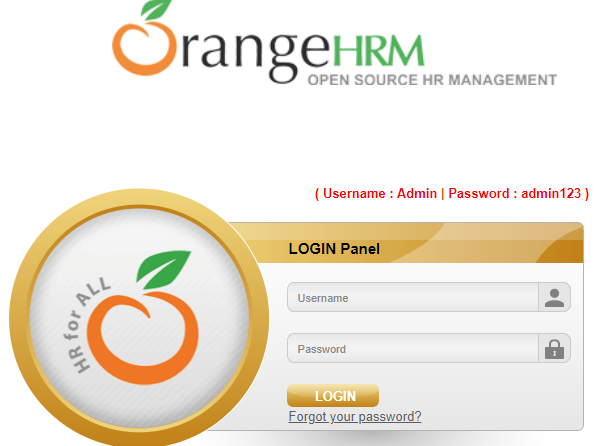 OrangeHRM
OPEN SOURCE HR MANAGEMENT
( Username : Admin | Password : admin123 )
LOGIN Panel
HR for ALL
Username
Password
LOGIN
Forgot your password?